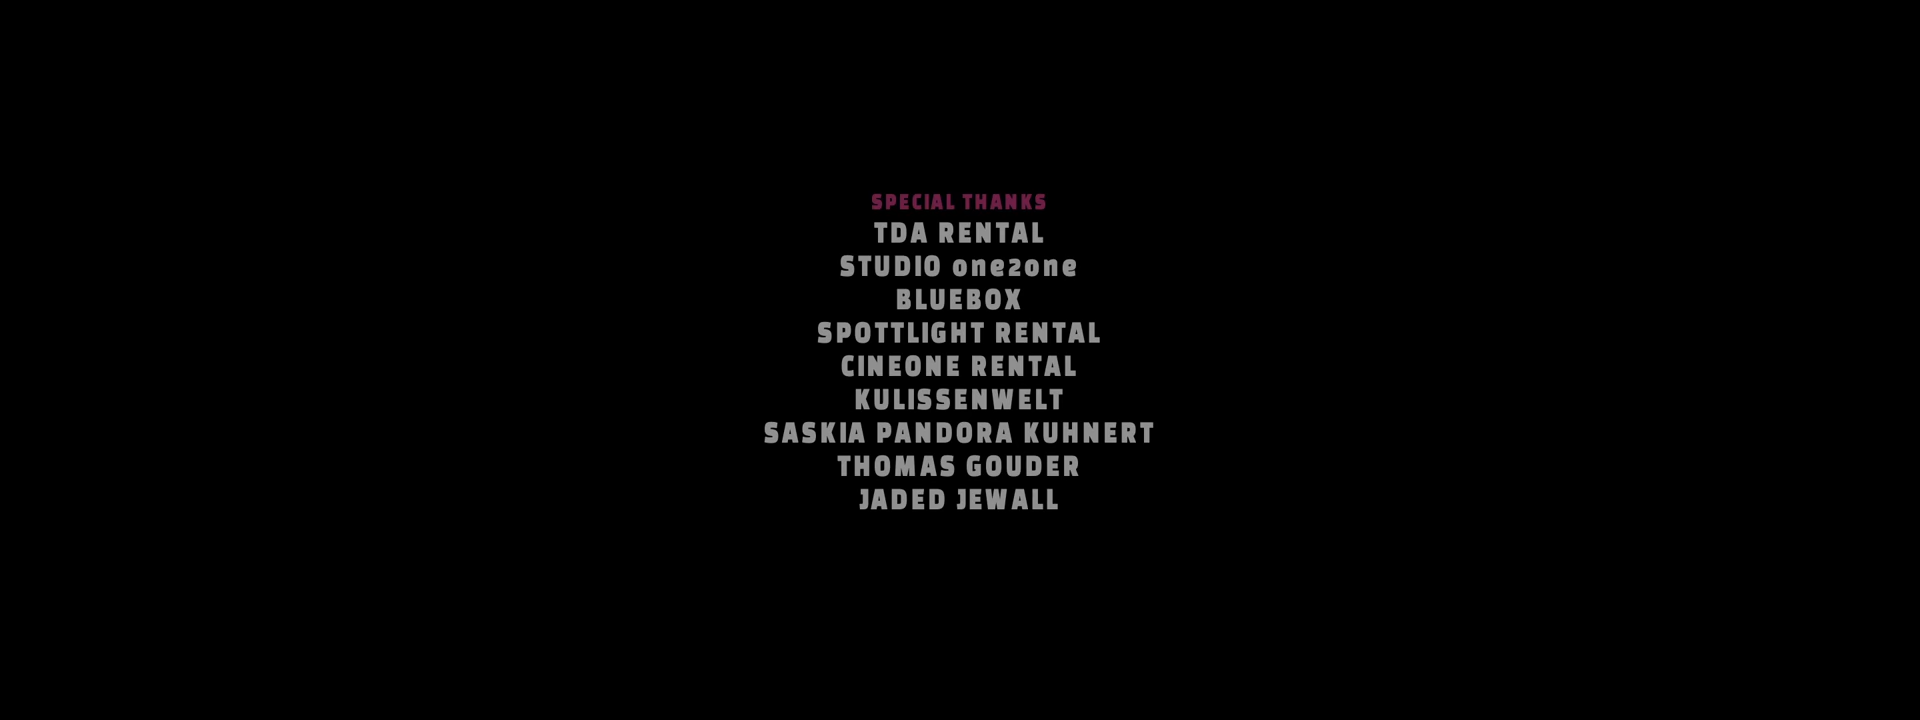 SPECIAL THANKS
TDA RENTAL
STUDIO one2one
BLUEBOX
SPOTTLIGHT RENTAL
CINEONE RENTAL
KULISSENWELT
SASKIA PANDORA KUHNERT
THOMAS GOUDER
JADED JEWALL